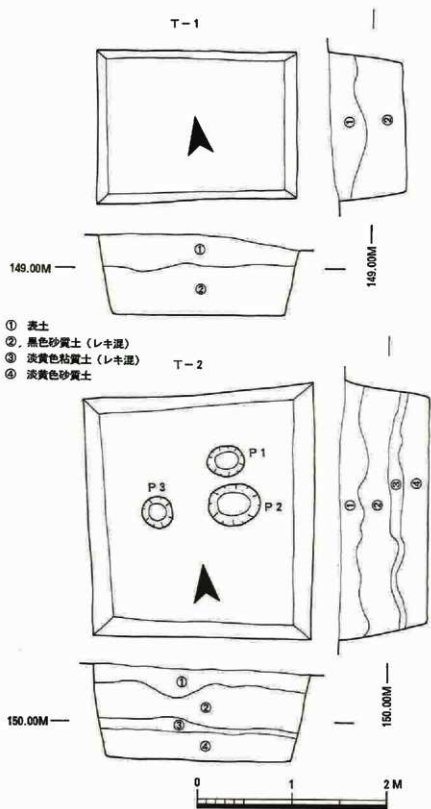 T-1
①
②
①
②
149.00M
149.00M
① 表土
②. 黒色砂質土（レキ混）
③ 淡黄色粘質土（レキ混）
④ 淡黄色砂質土
T-2
P1
P2
P3
①
②
③
④
①
②
③
④
150.00M
150.00M
0 1 2M